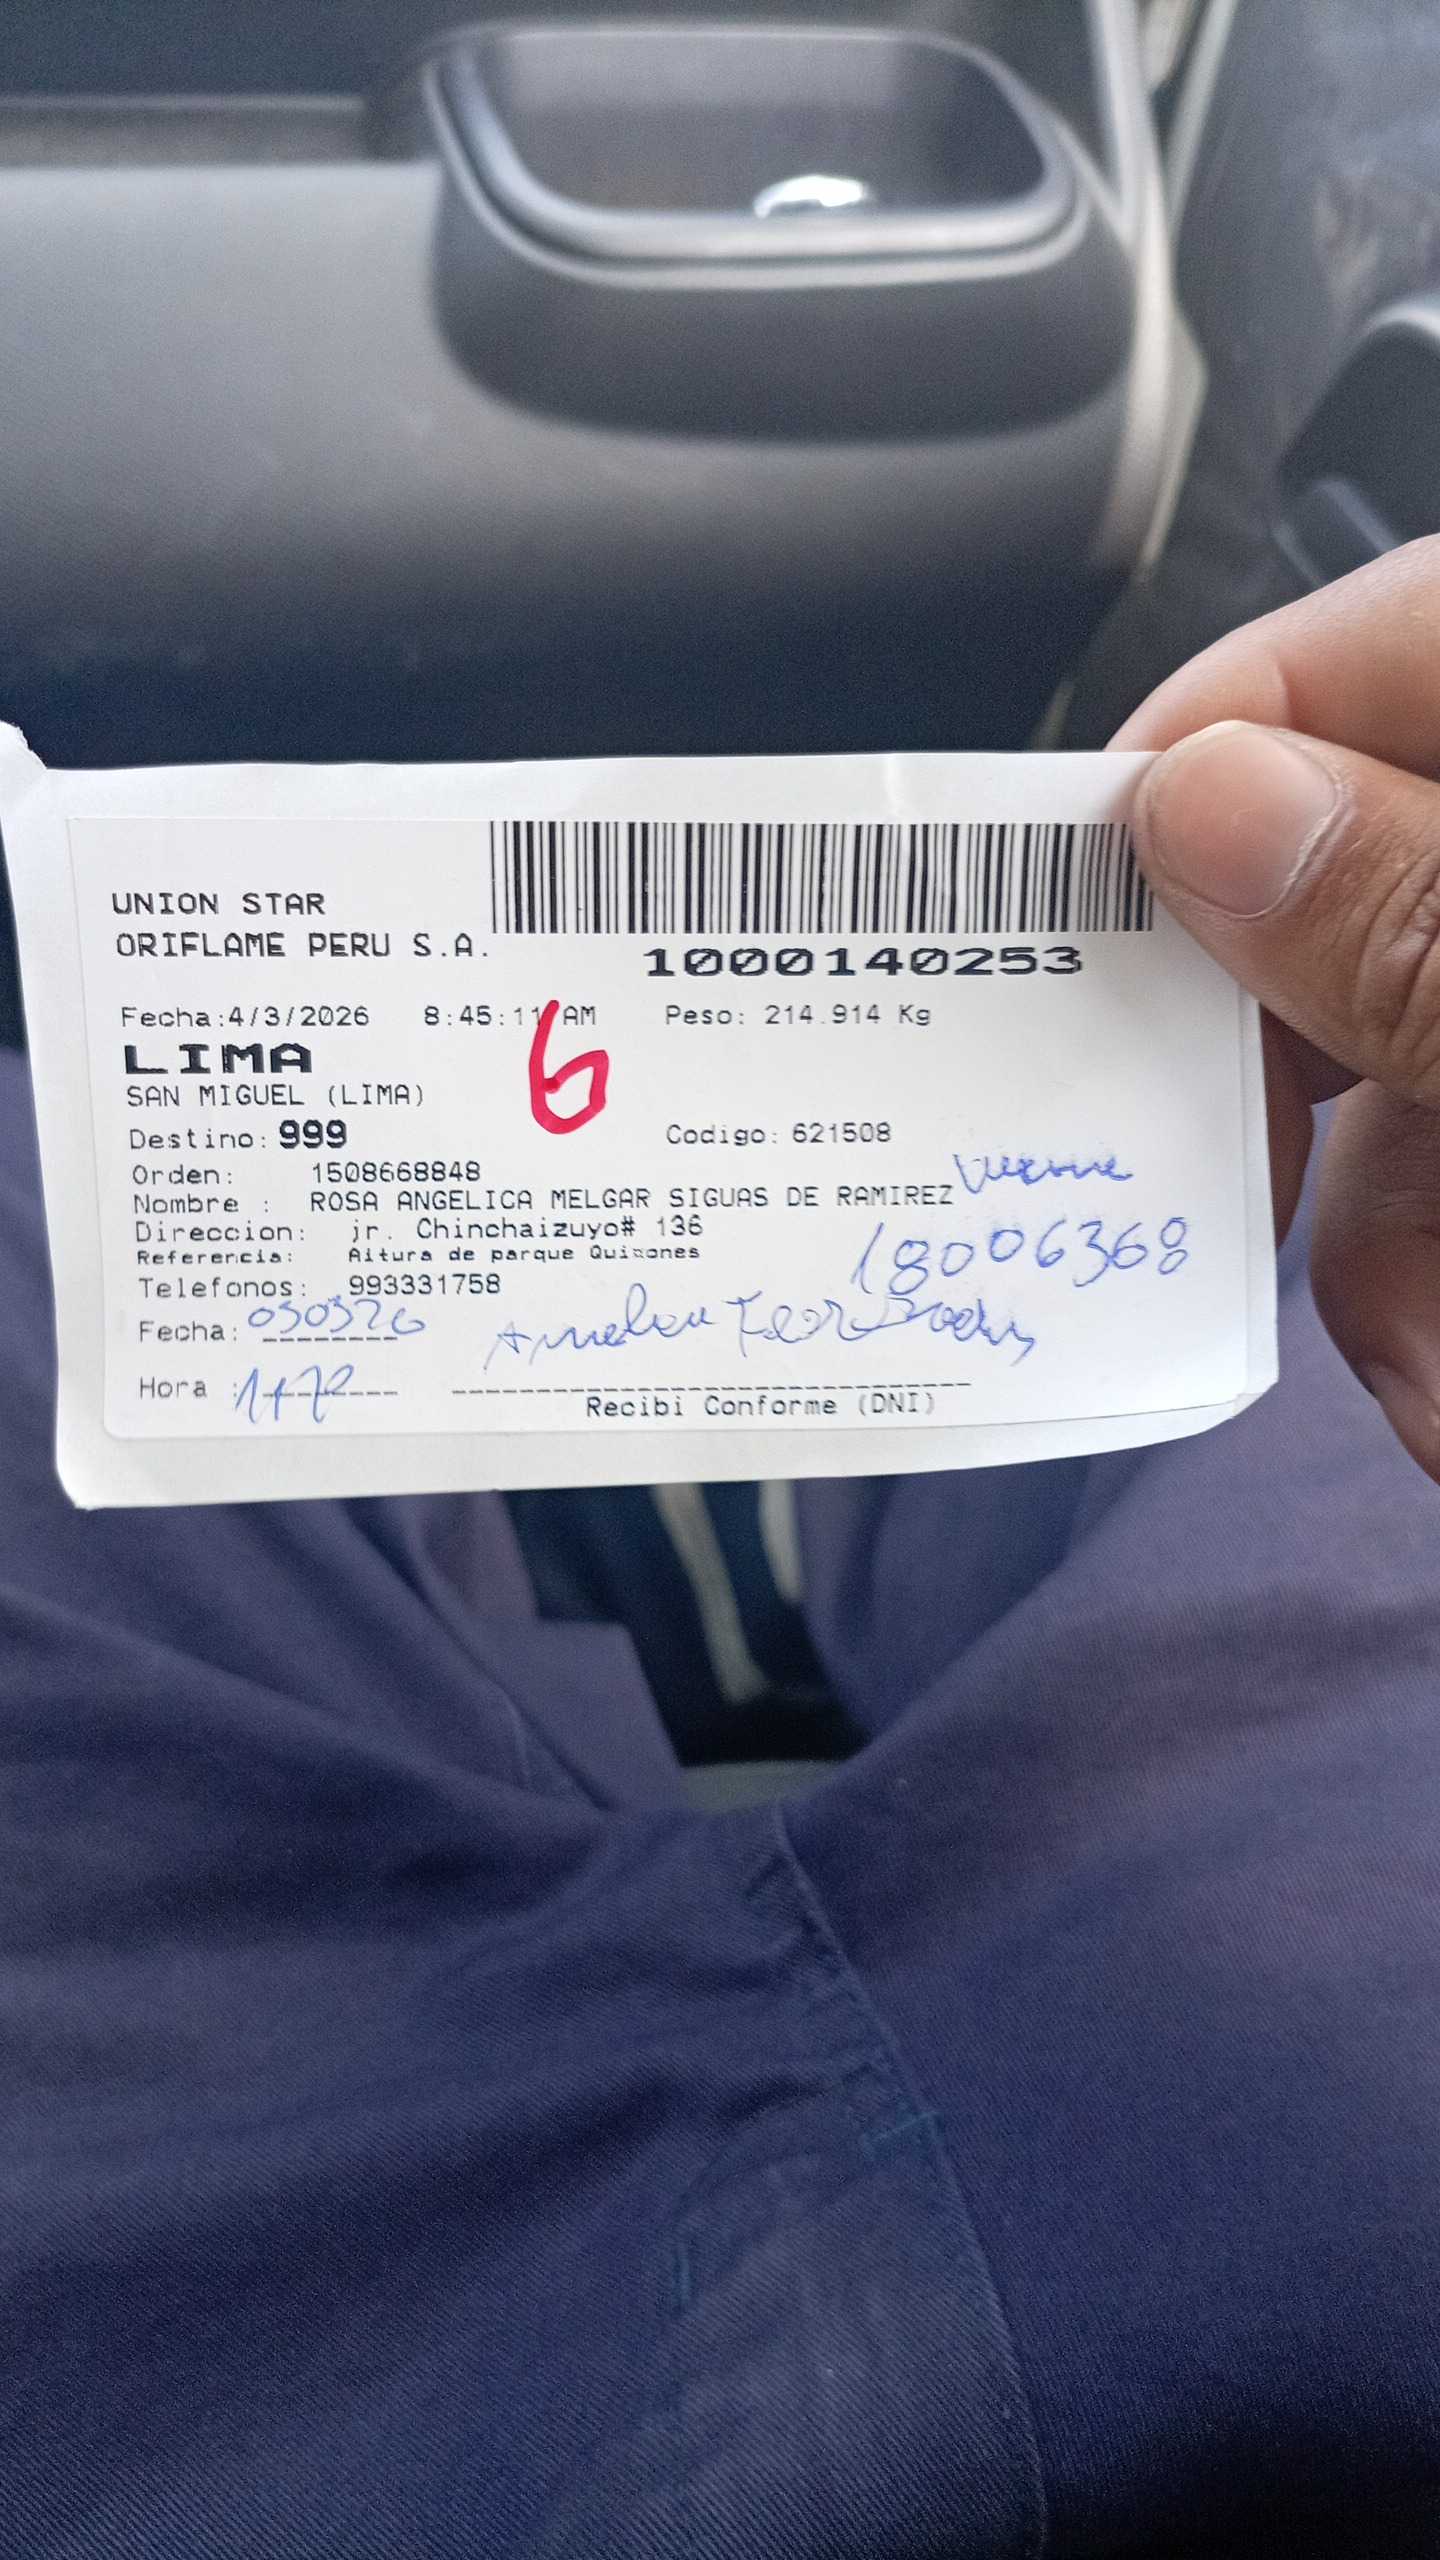 UNION STAR
ORIFLAME PERU S.A.
1000140253
Fecha:4/3/2026 8:45:11 AM Peso: 214.914 Kg
6
LIMA
SAN MIGUEL (LIMA)
Destino: 999 Codigo: 621508
Orden: 1508668848
Nombre : ROSA ANGELICA MELGAR SIGUAS DE RAMIREZ
Direccion: jr. Chinchaizuyo# 136
18006368
Referencia: Altura de parque Quinones
Telefonos: 993331758
Fecha: 050326
Hora :
Recibi Conforme (DNI)